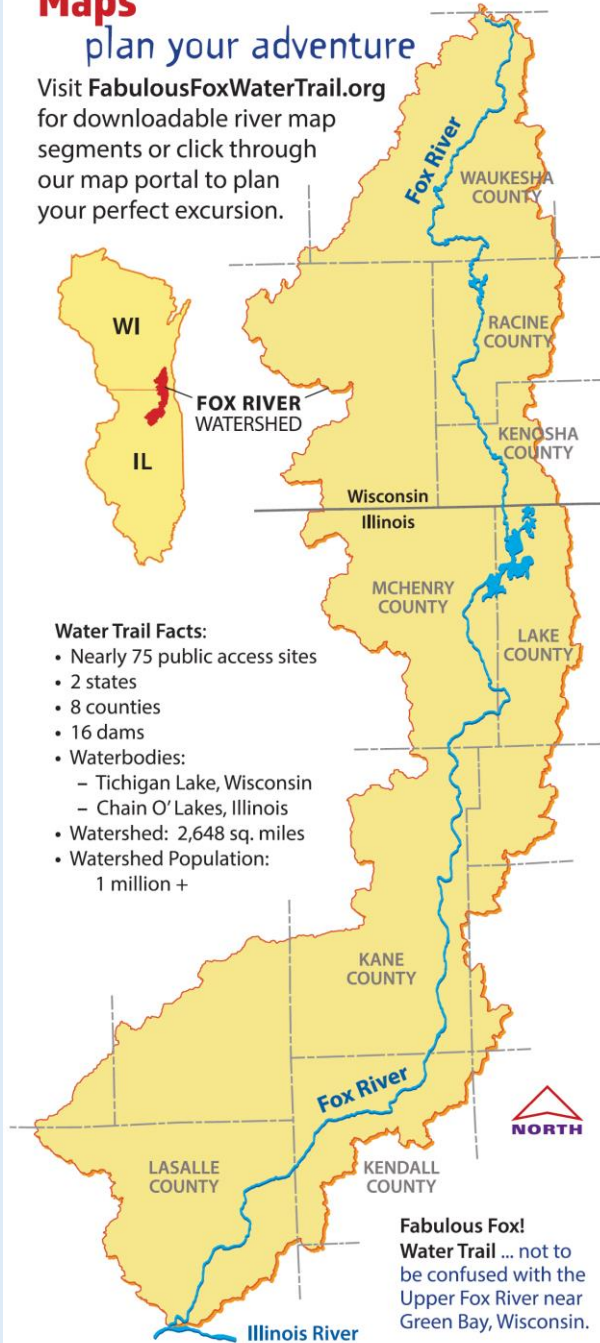 Maps
plan your adventure
Visit FabulousFoxWaterTrail.org
for downloadable river map
segments or click through
our map portal to plan
your perfect excursion.
Fox River
WAUKESHA
COUNTY
RACINE
COUNTY
KENOSHA
COUNTY
WI
FOX RIVER
WATERSHED
IL
Wisconsin
Illinois
MCHENRY
COUNTY
LAKE
COUNTY
Water Trail Facts:
• Nearly 75 public access sites
• 2 states
• 8 counties
• 16 dams
• Waterbodies:
– Tichigan Lake, Wisconsin
– Chain O' Lakes, Illinois
• Watershed: 2,648 sq. miles
• Watershed Population:
1 million +
KANE
COUNTY
Fox River
NORTH
LASALLE
COUNTY
KENDALL
COUNTY
Fabulous Fox!
Water Trail ... not to
be confused with the
Upper Fox River near
Green Bay, Wisconsin.
Illinois River